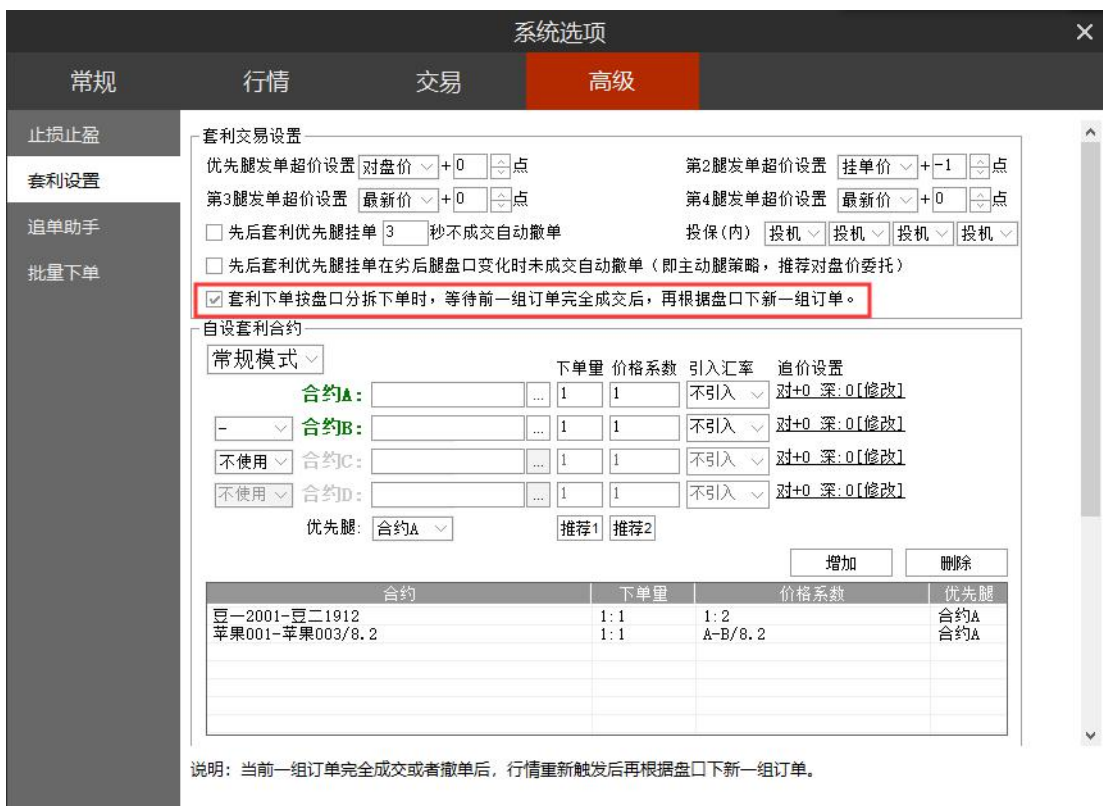 系统选项
常规 行情 交易 高级
止损止盈
套利设置
追单助手
批量下单
套利交易设置
优先腿发单超价设置 对盘价 +0 点 第2腿发单超价设置 挂单价 +-1 点
第3腿发单超价设置 最新价 +0 点 第4腿发单超价设置 最新价 +0 点
先后套利优先腿挂单 3 秒不成交自动撤单 投保(内) 投机 投机 投机 投机
先后套利优先腿挂单在劣后腿盘口变化时未成交自动撤单(即主动腿策略,推荐对盘价委托)
套利下单按盘口分拆下单时,等待前一组订单完全成交后,再根据盘口下新一组订单。
自设套利合约
常规模式 下单量 价格系数 引入汇率 追价设置
合约A: ... 1 1 不引入 对+0 深:0[修改]
- 合约B: ... 1 1 不引入 对+0 深:0[修改]
不使用 合约C: ... 1 1 不引入 对+0 深:0[修改]
不使用 合约D: ... 1 1 不引入 对+0 深:0[修改]
优先腿: 合约A 推荐1 推荐2
增加 删除
合约 下单量 价格系数 优先腿
豆一2001-豆二1912 1:1 1:2 合约A
苹果001-苹果003/8.2 1:1 A-B/8.2 合约A
说明:当前一组订单完全成交或者撤单后,行情重新触发后再根据盘口下新一组订单。